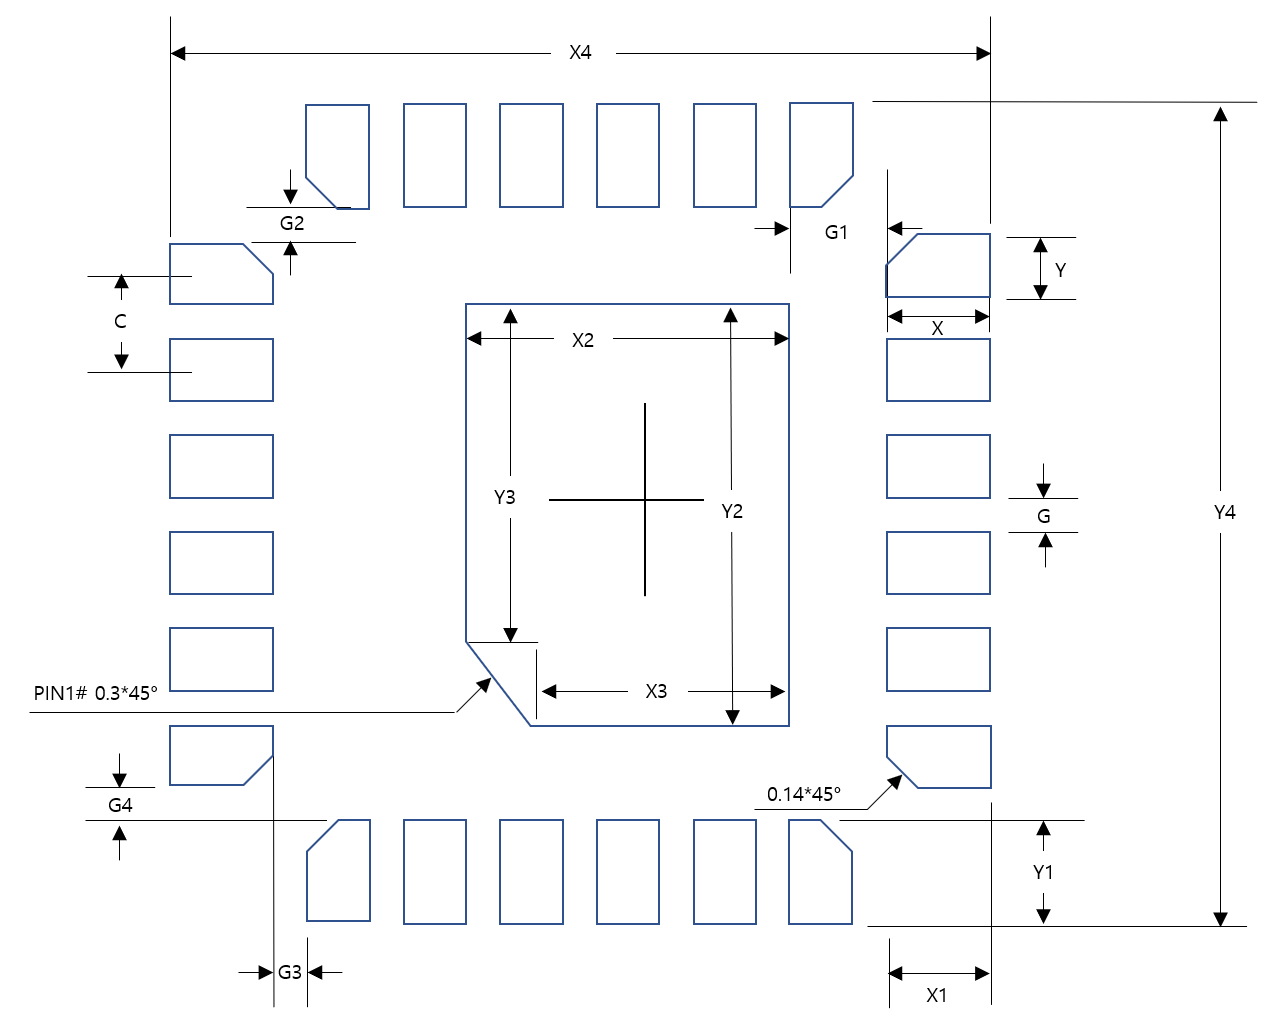 X4
G2
G1
Y
C
X
X2
Y3
Y2
G
Y4
PIN1# 0.3*45°
X3
0.14*45°
G4
Y1
G3
X1